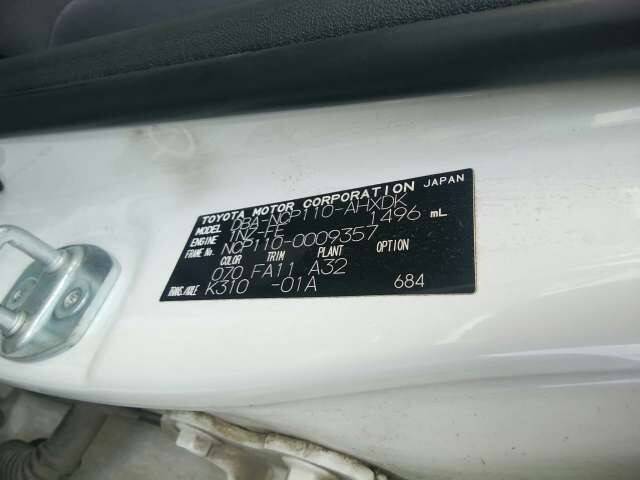 TOYOTA MOTOR CORPORATION JAPAN
MODEL DBA-NCP110-AHXDK
ENGINE 1NZ-FE 1496 mL
FRAME No. NCP110-0009357
COLOR TRIM PLANT OPTION
070 FA11 A32
TRANS./AXLE K310 -01A 684